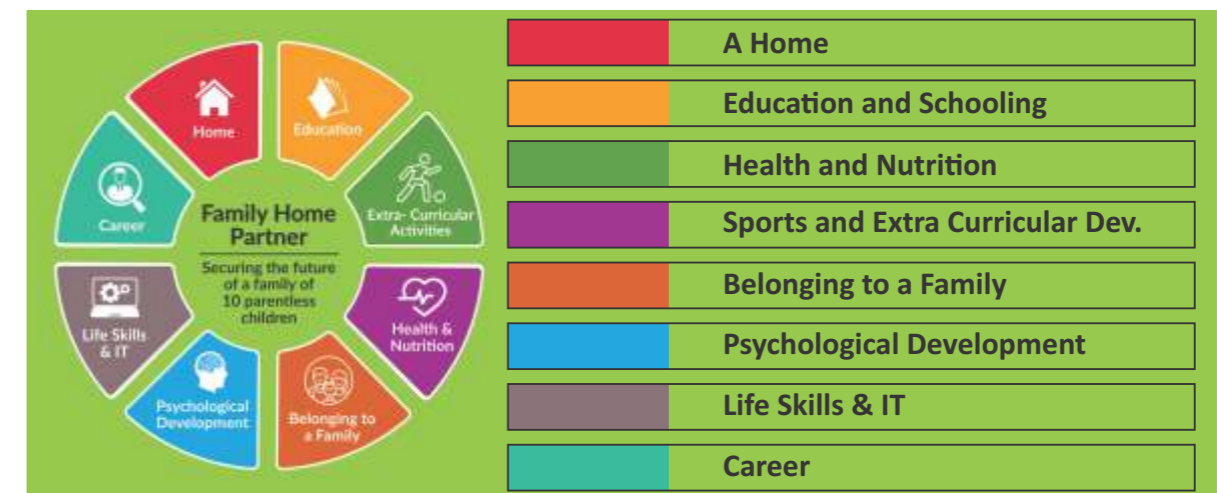 Home
Education
Extra- Curricular
Activities
Health &
Nutrition
Belonging to
a Family
Psychological
Development
Life Skills
& IT
Career
Family Home
Partner
Securing the future
of a family of
10 parentless
children
A Home
Education and Schooling
Health and Nutrition
Sports and Extra Curricular Dev.
Belonging to a Family
Psychological Development
Life Skills & IT
Career